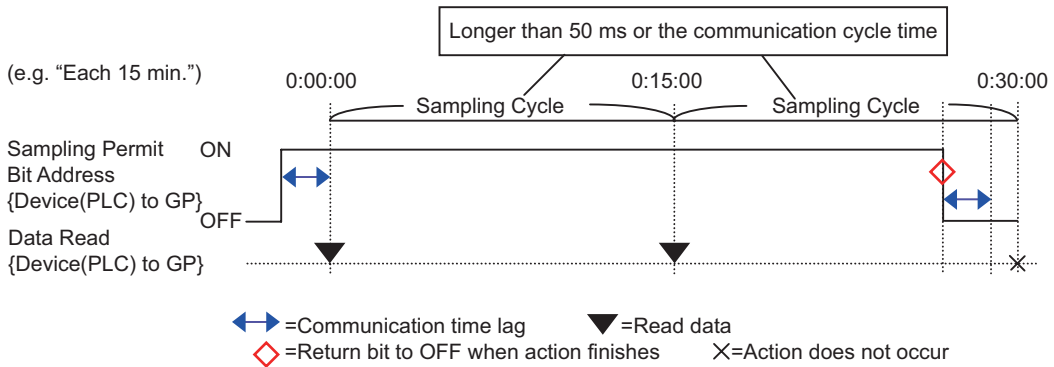 Longer than 50 ms or the communication cycle time
(e.g. “Each 15 min.”)
0:00:00
0:15:00
0:30:00
Sampling Cycle
Sampling Cycle
Sampling Permit ON
Bit Address
{Device(PLC) to GP}
OFF
Data Read
{Device(PLC) to GP}
=Communication time lag
=Read data
=Return bit to OFF when action finishes
=Action does not occur